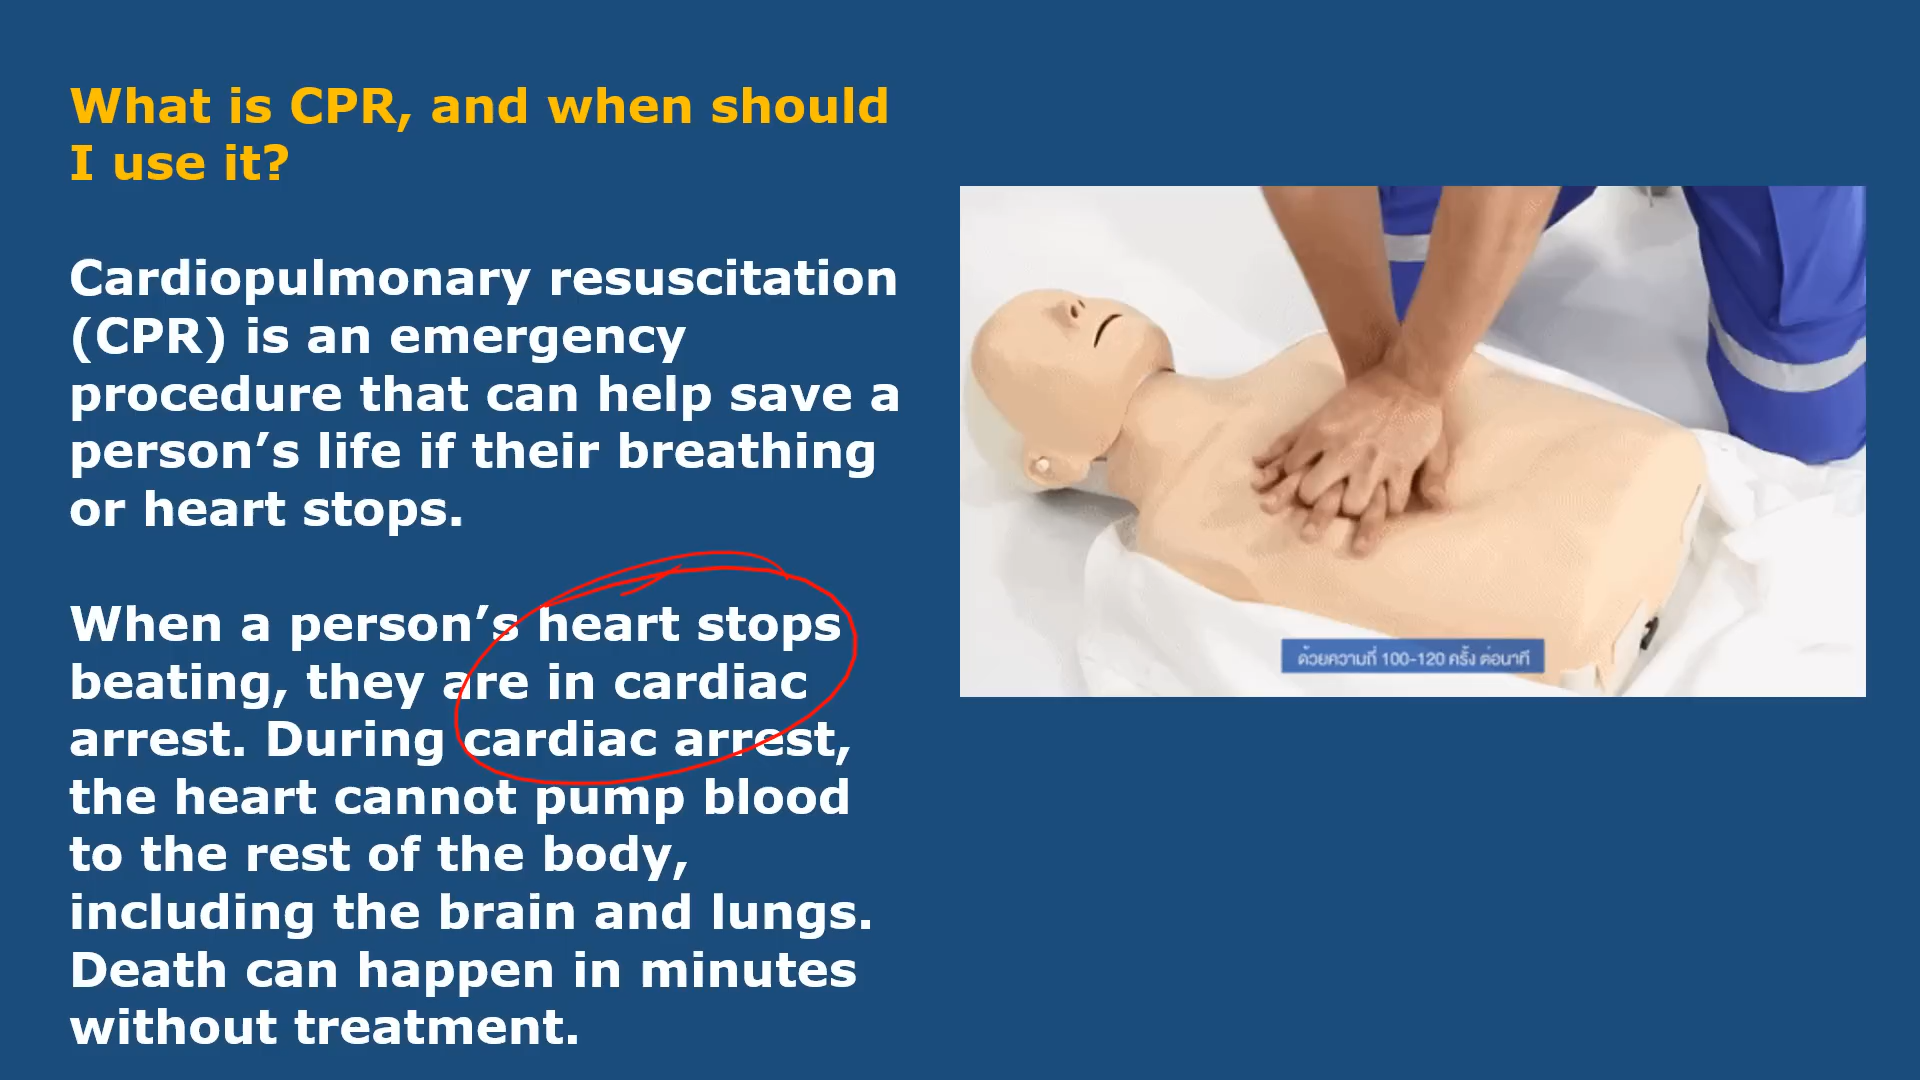 What is CPR, and when should
I use it?
Cardiopulmonary resuscitation
(CPR) is an emergency
procedure that can help save a
person’s life if their breathing
or heart stops.
When a person’s heart stops
beating, they are in cardiac
arrest. During cardiac arrest,
the heart cannot pump blood
to the rest of the body,
including the brain and lungs.
Death can happen in minutes
without treatment.
ด้วยความถี่ 100-120 ครั้ง ต่อนาที